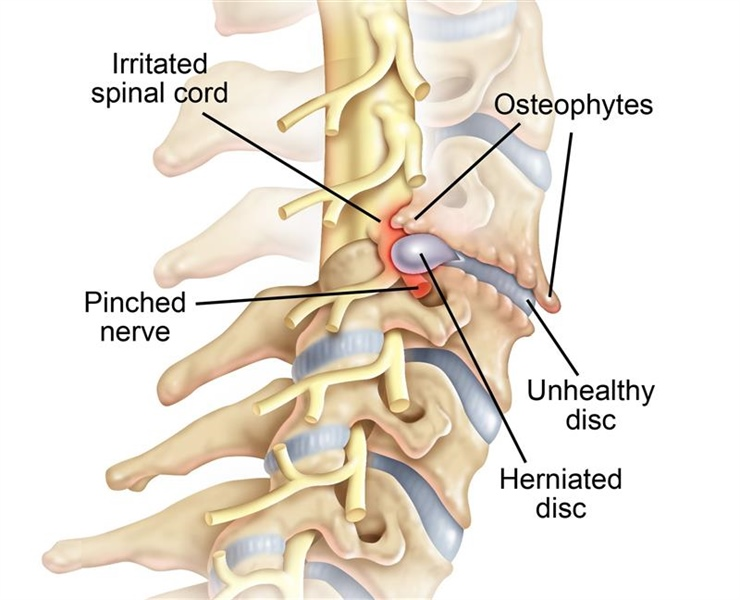 Irritated
spinal cord
Osteophytes
Pinched
nerve
Unhealthy
disc
Herniated
disc